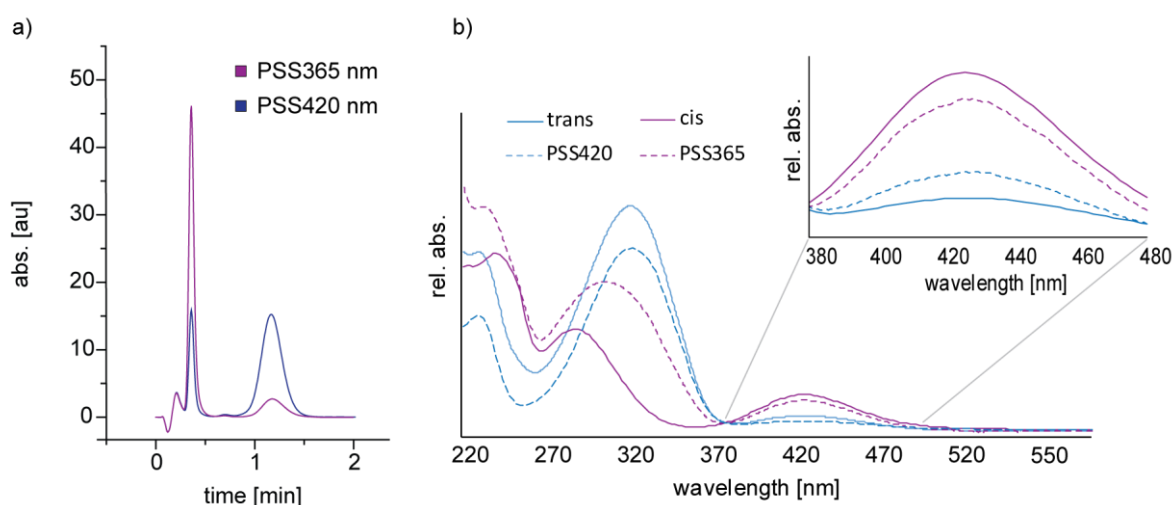 a)
PSS365 nm
PSS420 nm
50
40
30
20
10
0
abs. [au]
0 1 2
time [min]
b)
trans cis
PSS420 PSS365
rel. abs.
220 270 320 370 420 470 520 550
wavelength [nm]
rel. abs.
380 400 420 440 460 480
wavelength [nm]